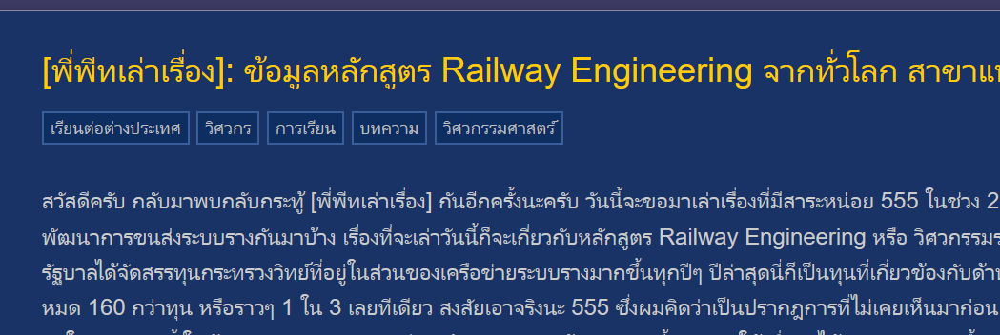 [พี่พีทเล่าเรื่อง]: ข้อมูลหลักสูตร Railway Engineering จากทั่วโลก
เรียนต่อต่างประเทศ วิศวกร การเรียน บทความ วิศวกรรมศาสตร์
สวัสดีครับ กลับมาพบกลับกระทู้ [พี่พีทเล่าเรื่อง] กันอีกครั้งนะครับ วันนี้จะขอมาเล่าเรื่องที่มีสาระหน่อย 555 ในช่วง 2
พัฒนาการขนส่งระบบรางกันมาบ้าง เรื่องที่จะเล่าวันนี้ก็จะเกี่ยวกับหลักสูตร Railway Engineering หรือ วิศวกรรม
รัฐบาลได้จัดสรรทุนกระทรวงวิทย์ที่อยู่ในส่วนของเครือข่ายระบบรางมากขึ้นทุกปีๆ ปีล่าสุดนี่ก็เป็นทุนที่เกี่ยวข้องกับ
หมด 160 กว่าทุน หรือราวๆ 1 ใน 3 เลยทีเดียว สงสัยเอาจริงนะ 555 ซึ่งผมคิดว่าเป็นปรากฎการที่ไม่เคยเห็นมาก่อน